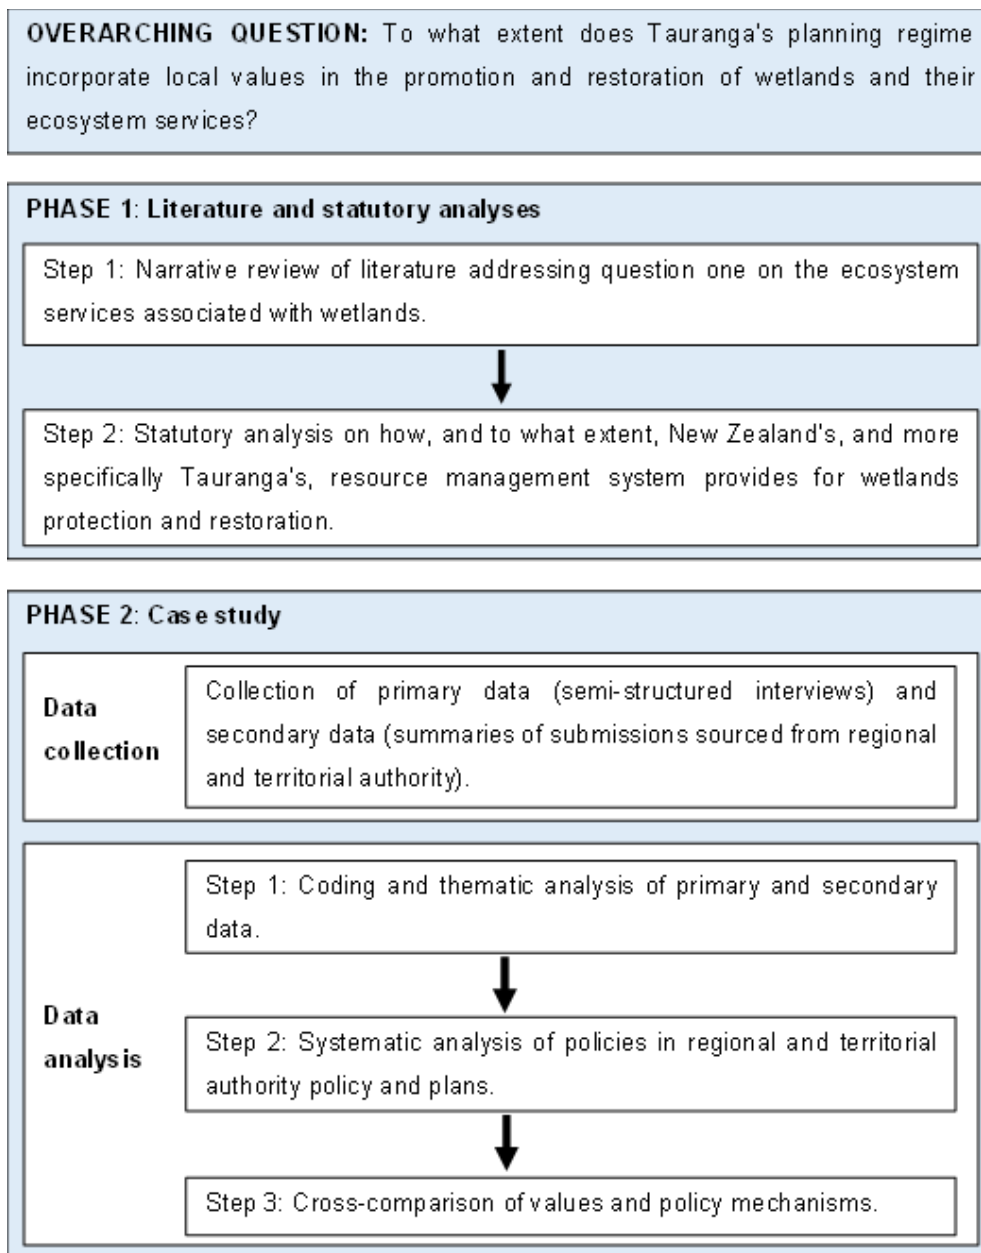 OVERARCHING QUESTION: To what extent does Tauranga's planning regime
incorporate local values in the promotion and restoration of wetlands and their
ecosystem services?
PHASE 1: Literature and statutory analyses
Step 1: Narrative review of literature addressing question one on the ecosystem
services associated with wetlands.
Step 2: Statutory analysis on how, and to what extent, New Zealand's, and more
specifically Tauranga's, resource management system provides for wetlands
protection and restoration.
PHASE 2: Case study
Data
collection
Collection of primary data (semi-structured interviews) and
secondary data (summaries of submissions sourced from regional
and territorial authority).
Data
analysis
Step 1: Coding and thematic analysis of primary and secondary
data.
Step 2: Systematic analysis of policies in regional and territorial
authority policy and plans.
Step 3: Cross-comparison of values and policy mechanisms.